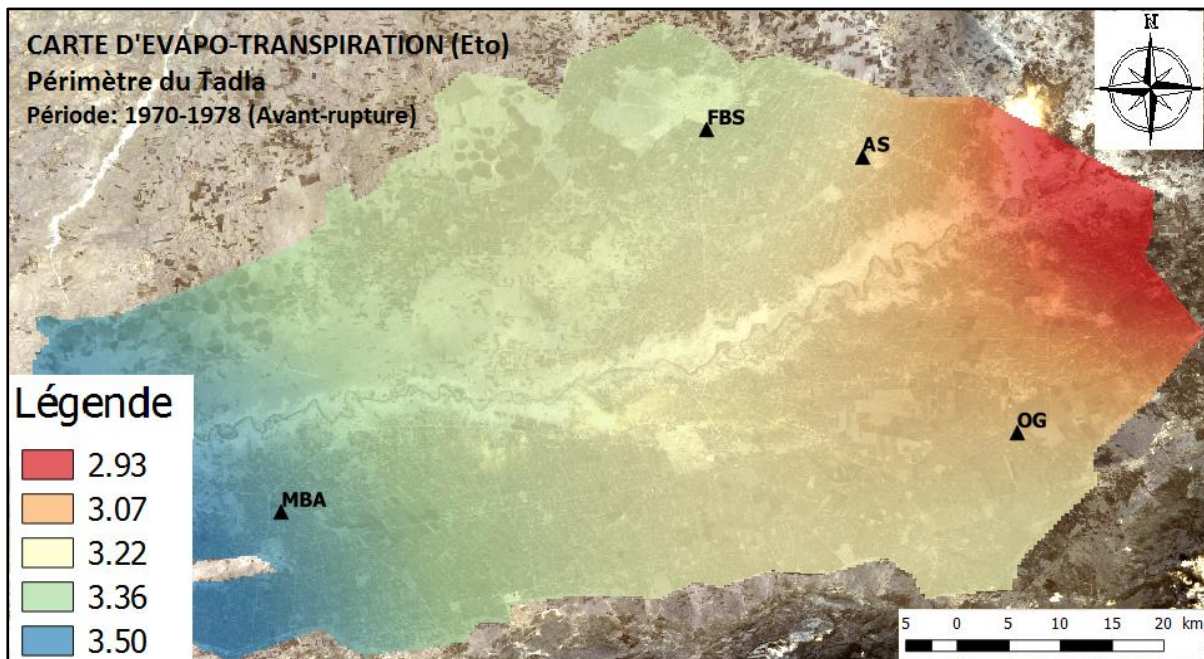 CARTE D'EVAPO-TRANSPIRATION (Eto)
Périmètre du Tadla
Période: 1970-1978 (Avant-rupture)
N
FBS
AS
OG
MBA
Légende
2.93
3.07
3.22
3.36
3.50
5 0 5 10 15 20 km